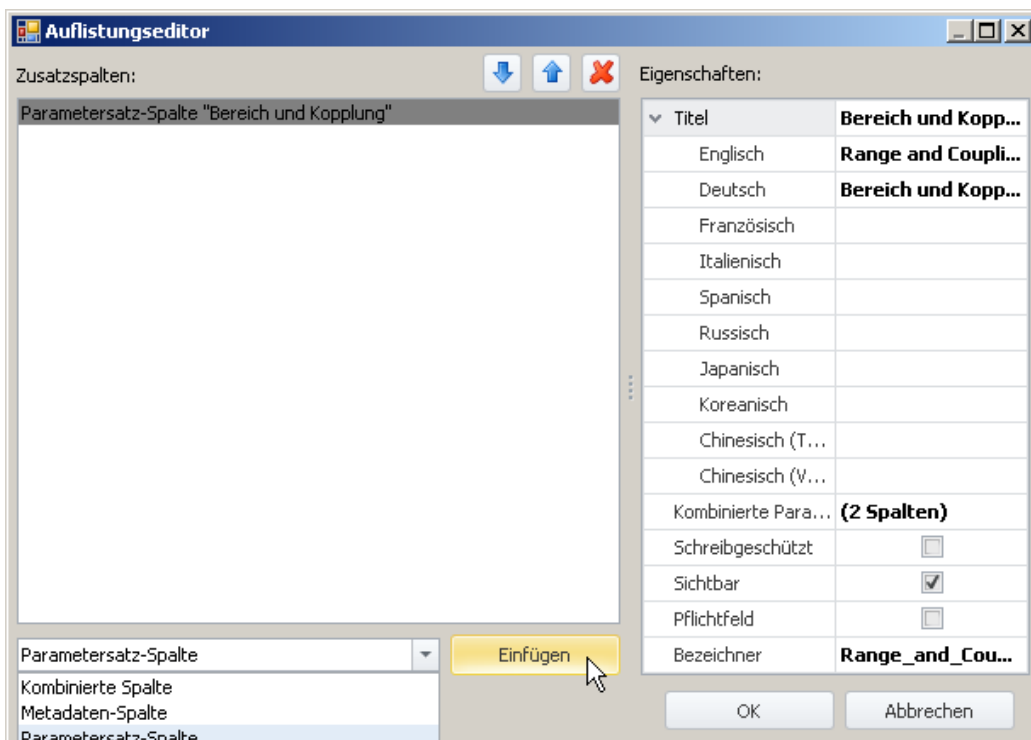 Auflistungseditor
Zusatzspalten:
Parametersatz-Spalte "Bereich und Kopplung"
Parametersatz-Spalte
Einfügen
Kombinierte Spalte
Metadaten-Spalte
Parametersatz-Spalte
Eigenschaften:
Titel Bereich und Kopp...
Englisch Range and Coupli...
Deutsch Bereich und Kopp...
Französisch
Italienisch
Spanisch
Russisch
Japanisch
Koreanisch
Chinesisch (T...
Chinesisch (V...
Kombinierte Para... (2 Spalten)
Schreibgeschützt
Sichtbar
Pflichtfeld
Bezeichner Range_and_Cou...
OK Abbrechen